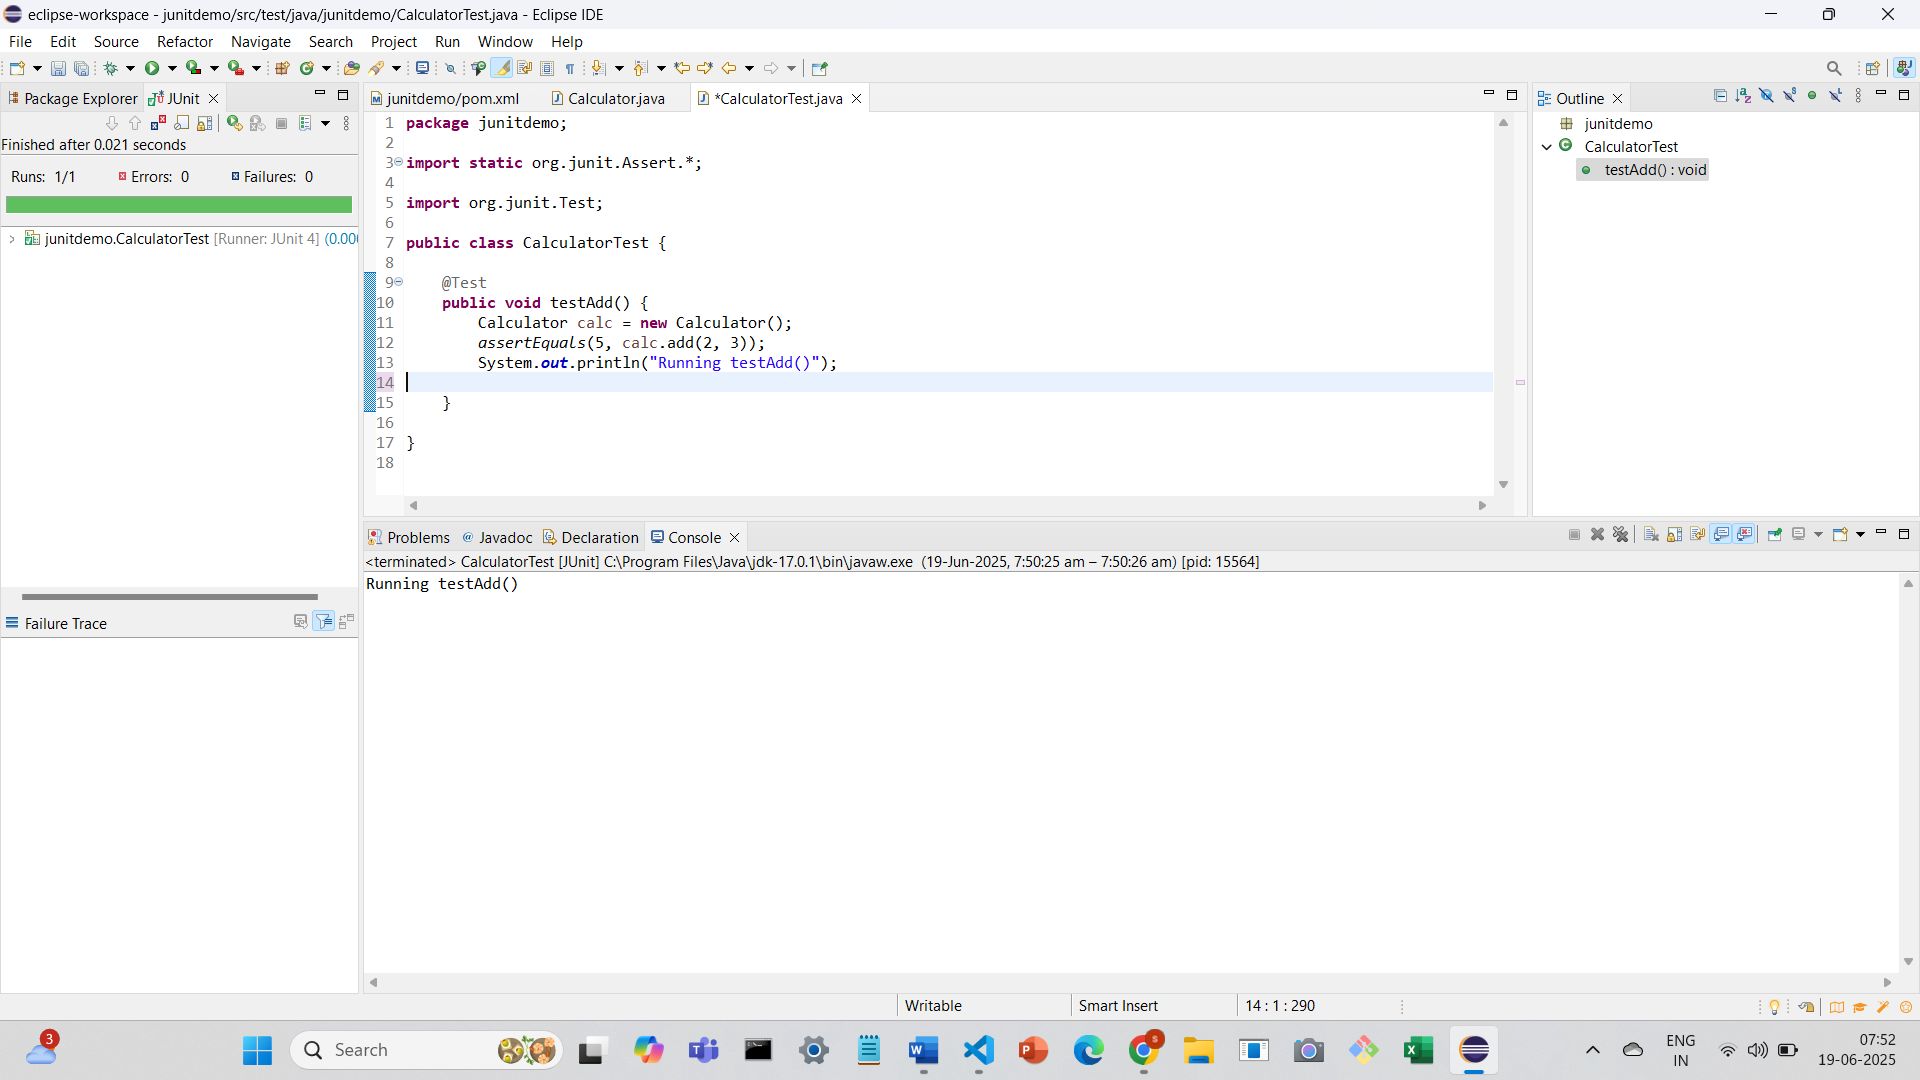 eclipse-workspace - junitdemo/src/test/java/junitdemo/CalculatorTest.java - Eclipse IDE
File Edit Source Refactor Navigate Search Project Run Window Help
Package Explorer JUnit
Finished after 0.021 seconds
Runs: 1/1 Errors: 0 Failures: 0
junitdemo.CalculatorTest [Runner: JUnit 4] (0.00
Failure Trace
junitdemo/pom.xml Calculator.java *CalculatorTest.java
1 package junitdemo;
2
3 import static org.junit.Assert.*;
4
5 import org.junit.Test;
6
7 public class CalculatorTest {
8
9 @Test
10 public void testAdd() {
11 Calculator calc = new Calculator();
12 assertEquals(5, calc.add(2, 3));
13 System.out.println("Running testAdd()");
14
15 }
16
17 }
18
Outline
junitdemo
CalculatorTest
testAdd() : void
Problems @ Javadoc Declaration Console
<terminated> CalculatorTest [JUnit] C:\Program Files\Java\jdk-17.0.1\bin\javaw.exe (19-Jun-2025, 7:50:25 am – 7:50:26 am) [pid: 15564]
Running testAdd()
Writable Smart Insert 14 : 1 : 290
3
Search
ENG
IN
07:52
19-06-2025